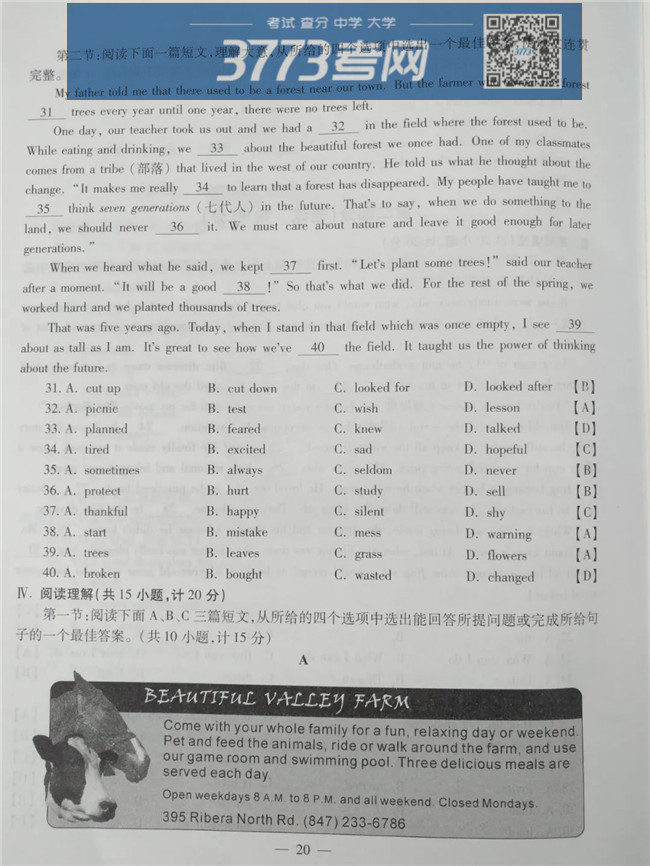 考试 查分 中学 大学
3773考网
第二节:阅读下面一篇短文,理解大意,从所给的四个选项中选出一个最佳 连贯
完整。
My father told me that there used to be a forest near our town. But the farmer forest
31 trees every year until one year, there were no trees left.
One day, our teacher took us out and we had a 32 in the field where the forest used to be.
While eating and drinking, we 33 about the beautiful forest we once had. One of my classmates
comes from a tribe (部落) that lived in the west of our country. He told us what he thought about the
change. “It makes me really 34 to learn that a forest has disappeared. My people have taught me to
35 think seven generations (七代人) in the future. That's to say, when we do something to the
land, we should never 36 it. We must care about nature and leave it good enough for later
generations.”
When we heard what he said, we kept 37 first. “Let's plant some trees!” said our teacher
after a moment. “It will be a good 38 !” So that's what we did. For the rest of the spring, we
worked hard and we planted thousands of trees.
That was five years ago. Today, when I stand in that field which was once empty, I see 39
about as tall as I am. It's great to see how we've 40 the field. It taught us the power of thinking
about the future.
31. A. cut up B. cut down C. looked for D. looked after 【B】
32. A. picnic B. test C. wish D. lesson 【A】
33. A. planned B. feared C. knew D. talked 【D】
34. A. tired B. excited C. sad D. hopeful 【C】
35. A. sometimes B. always C. seldom D. never 【B】
36. A. protect B. hurt C. study D. sell 【B】
37. A. thankful B. happy C. silent D. shy 【C】
38. A. start B. mistake C. mess D. warning 【A】
39. A. trees B. leaves C. grass D. flowers 【A】
40. A. broken B. bought C. wasted D. changed 【D】
Ⅳ. 阅读理解(共 15 小题,计 20 分)
第一节:阅读下面 A、B、C 三篇短文,从所给的四个选项中选出能回答所提问题或完成所给句
子的一个最佳答案。(共 10 小题,计 15 分)
A
BEAUTIFUL VALLEY FARM
Come with your whole family for a fun, relaxing day or weekend.
Pet and feed the animals, ride or walk around the farm, and use
our game room and swimming pool. Three delicious meals are
served each day.
Open weekdays 8 A.M. to 8 P.M. and all weekend. Closed Mondays.
395 Ribera North Rd. (847) 233-6786
— 20 —